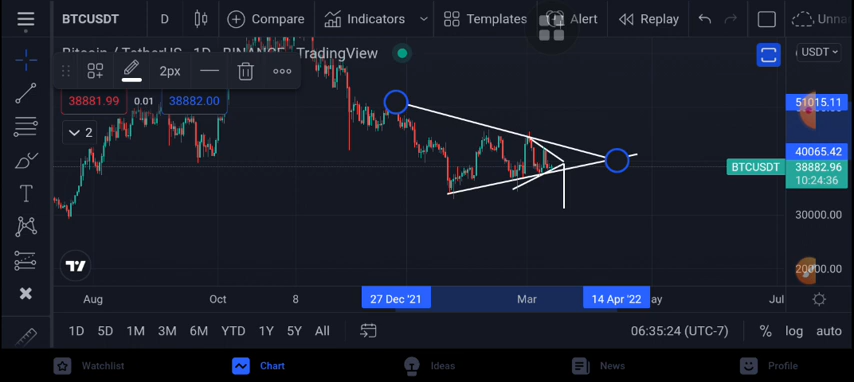 BTCUSDT D Compare Indicators Templates Alert Replay Unna
Bitcoin / TetherUS 1D BINANCE TradingView
USDT
2px
38881.99 0.01 38882.00
51015.11
2
40065.42
BTCUSDT 38882.96
10:24:36
30000.00
20000.00
Aug Oct 8 27 Dec '21 Mar 14 Apr '22 ay Jul
1D 5D 1M 3M 6M YTD 1Y 5Y All 06:35:24 (UTC-7) % log auto
Watchlist Chart Ideas News Profile